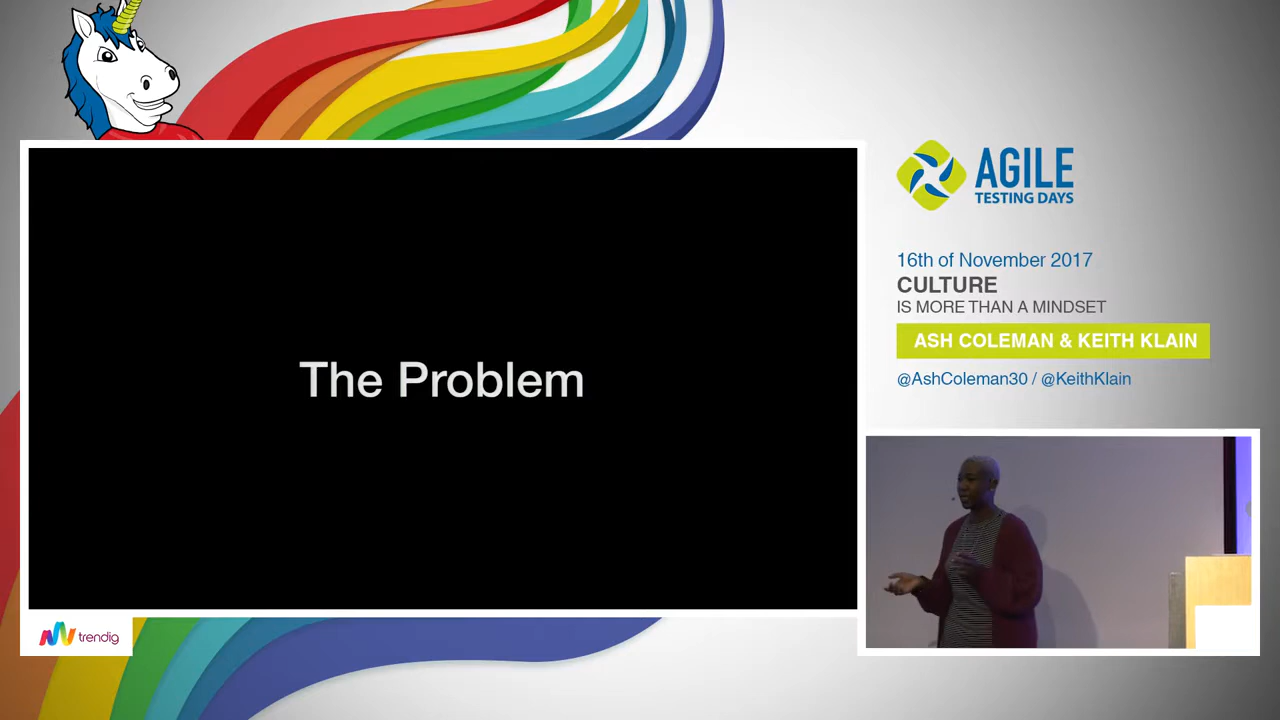 The Problem
AGILE
TESTING DAYS
16th of November 2017
CULTURE
IS MORE THAN A MINDSET
ASH COLEMAN & KEITH KLAIN
@AshColeman30 / @KeithKlain
trendig